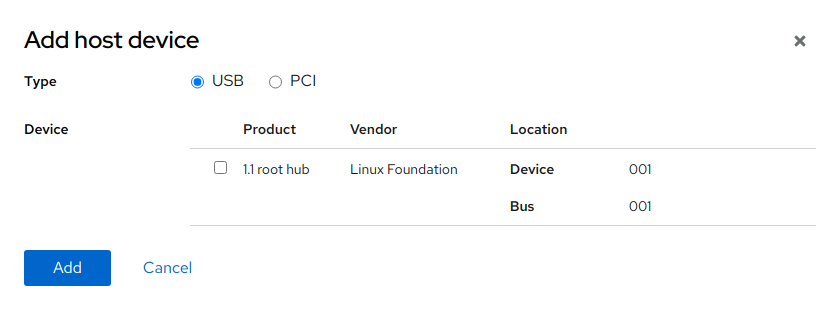 Add host device
Type USB PCI
Device Product Vendor Location
1.1 root hub Linux Foundation Device 001
Bus 001
Add Cancel